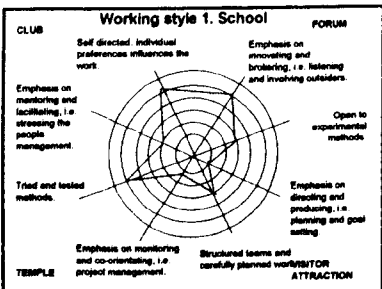 Working style 1. School
CLUB
FORUM
Self directed. individual
preferences influences the
work.
Emphasis on
innovating and
brokering, i.e. listening
and involving outsiders.
Emphasis on
mentoring and
facilitating, i.e.
stressing the
people
management.
Open to
experimental
methods
Tried and tested
methods.
Emphasis on
directing and
producing, i.e
planning and goal
setting.
Emphasis on monitoring
and co-orientating, i.e
project management.
Structured teams and
carefully planned work
TEMPLE
VISITOR
ATTRACTION